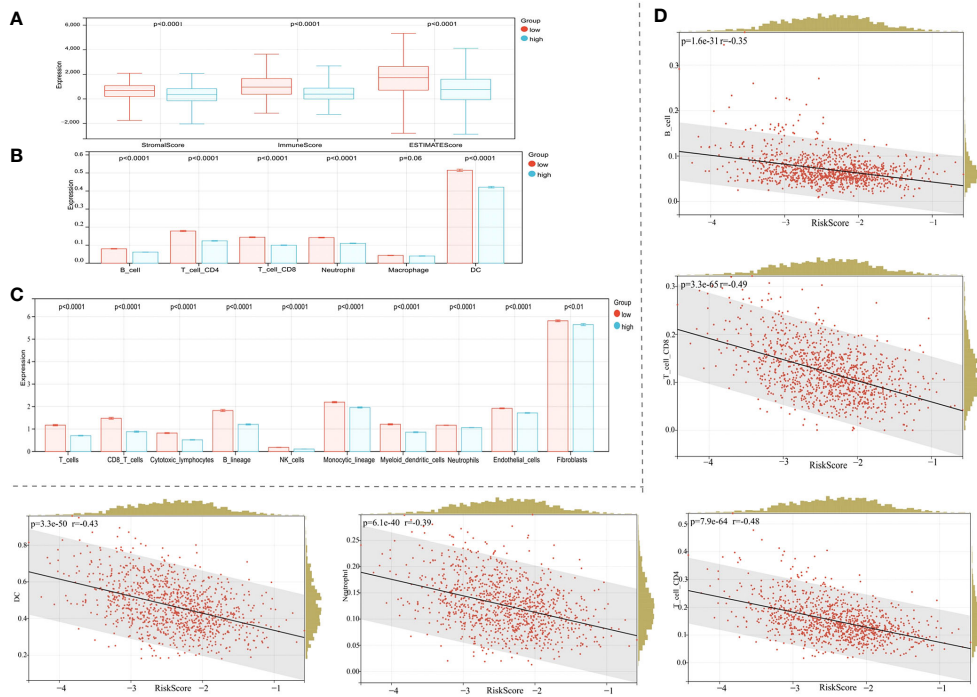 A
Expression
6,000
4,000
2,000
0
−2,000
p<0.0001 p<0.0001 p<0.0001
Group
low
high
StromalScore ImmuneScore ESTIMATEScore
B
Expression
0.6
0.5
0.4
0.3
0.2
0.1
0.0
p<0.0001 p<0.0001 p<0.0001 p<0.0001 p=0.06 p<0.0001
Group
low
high
B_cell T_cell_CD4 T_cell_CD8 Neutrophil Macrophage DC
C
Expression
6
5
4
3
2
1
0
p<0.0001 p<0.0001 p<0.0001 p<0.0001 p<0.0001 p<0.0001 p<0.0001 p<0.0001 p<0.0001 p<0.01
Group
low
high
T_cells CD8_T_cells Cytotoxic_lymphocytes B_lineage NK_cells Monocytic_lineage Myeloid_dendritic_cells Neutrophils Endothelial_cells Fibroblasts
D
p=1.6e-31 r=-0.35
B_cell
0.3
0.2
0.1
0.0
−4 −3 −2 −1
RiskScore
p=3.3e-65 r=-0.49
T_cell_CD8
0.3
0.2
0.1
0.0
−4 −3 −2 −1
RiskScore
p=3.3e-50 r=-0.43
DC
0.8
0.6
0.4
0.2
−4 −3 −2 −1
RiskScore
p=6.1e-40 r=-0.39
Neutrophil
0.25
0.20
0.15
0.10
0.05
0.00
−4 −3 −2 −1
RiskScore
p=7.9e-64 r=-0.48
T_cell_CD4
0.5
0.4
0.3
0.2
0.1
0.0
−4 −3 −2 −1
RiskScore